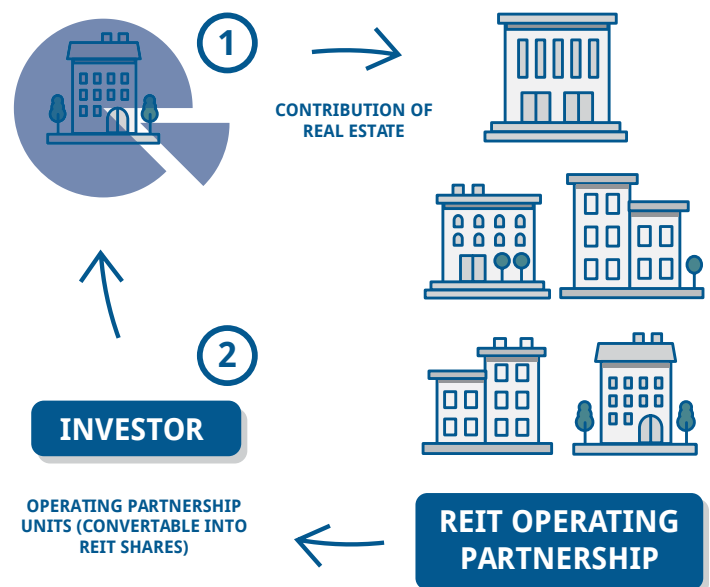 1
CONTRIBUTION OF
REAL ESTATE
2
INVESTOR
OPERATING PARTNERSHIP
UNITS (CONVERTABLE INTO
REIT SHARES)
REIT OPERATING
PARTNERSHIP